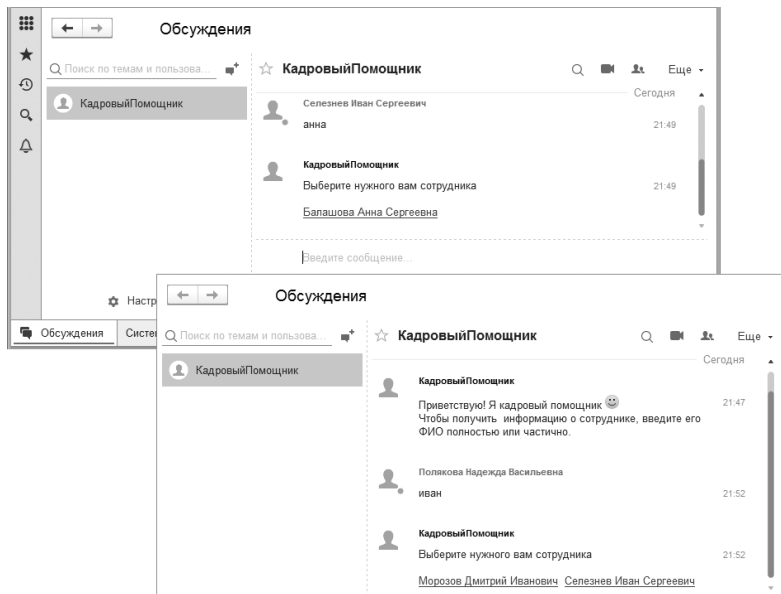 Обсуждения
Поиск по темам и пользова...
КадровыйПомощник
КадровыйПомощник
Еще
Сегодня
Селезнев Иван Сергеевич
анна
21:49
КадровыйПомощник
Выберите нужного вам сотрудника
21:49
Балашова Анна Сергеевна
Введите сообщение...
Настр
Обсуждения
Систе
Обсуждения
Поиск по темам и пользова...
КадровыйПомощник
КадровыйПомощник
Еще
Сегодня
КадровыйПомощник
Приветствую! Я кадровый помощник
21:47
Чтобы получить информацию о сотруднике, введите его
ФИО полностью или частично.
Полякова Надежда Васильевна
иван
21:52
КадровыйПомощник
Выберите нужного вам сотрудника
21:52
Морозов Дмитрий Иванович Селезнев Иван Сергеевич